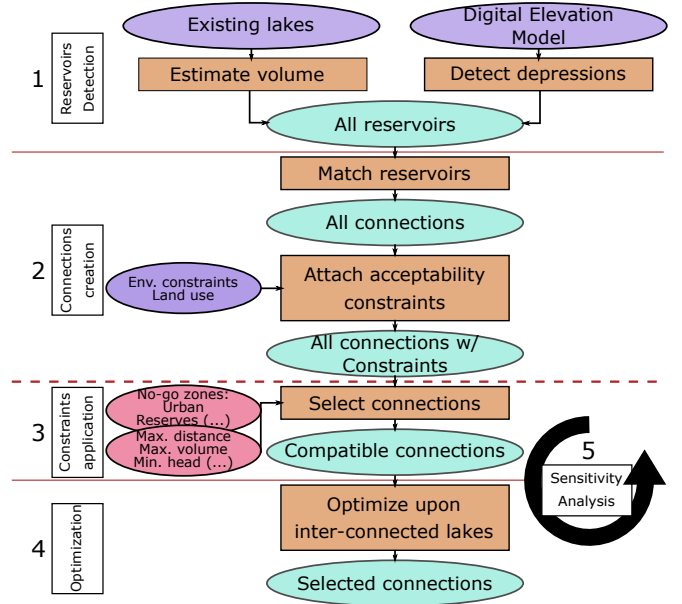 Existing lakes
Digital Elevation
Model
1
Reservoirs
Detection
Estimate volume
Detect depressions
All reservoirs
Match reservoirs
All connections
2
Connections
creation
Env. constraints
Land use
Attach acceptability
constraints
All connections w/
Constraints
3
Constraints
application
No-go zones:
Urban
Reserves (...)
Max. distance
Max. volume
Min. head (...)
Select connections
Compatible connections
5
Sensitivity
Analysis
4
Optimization
Optimize upon
inter-connected lakes
Selected connections